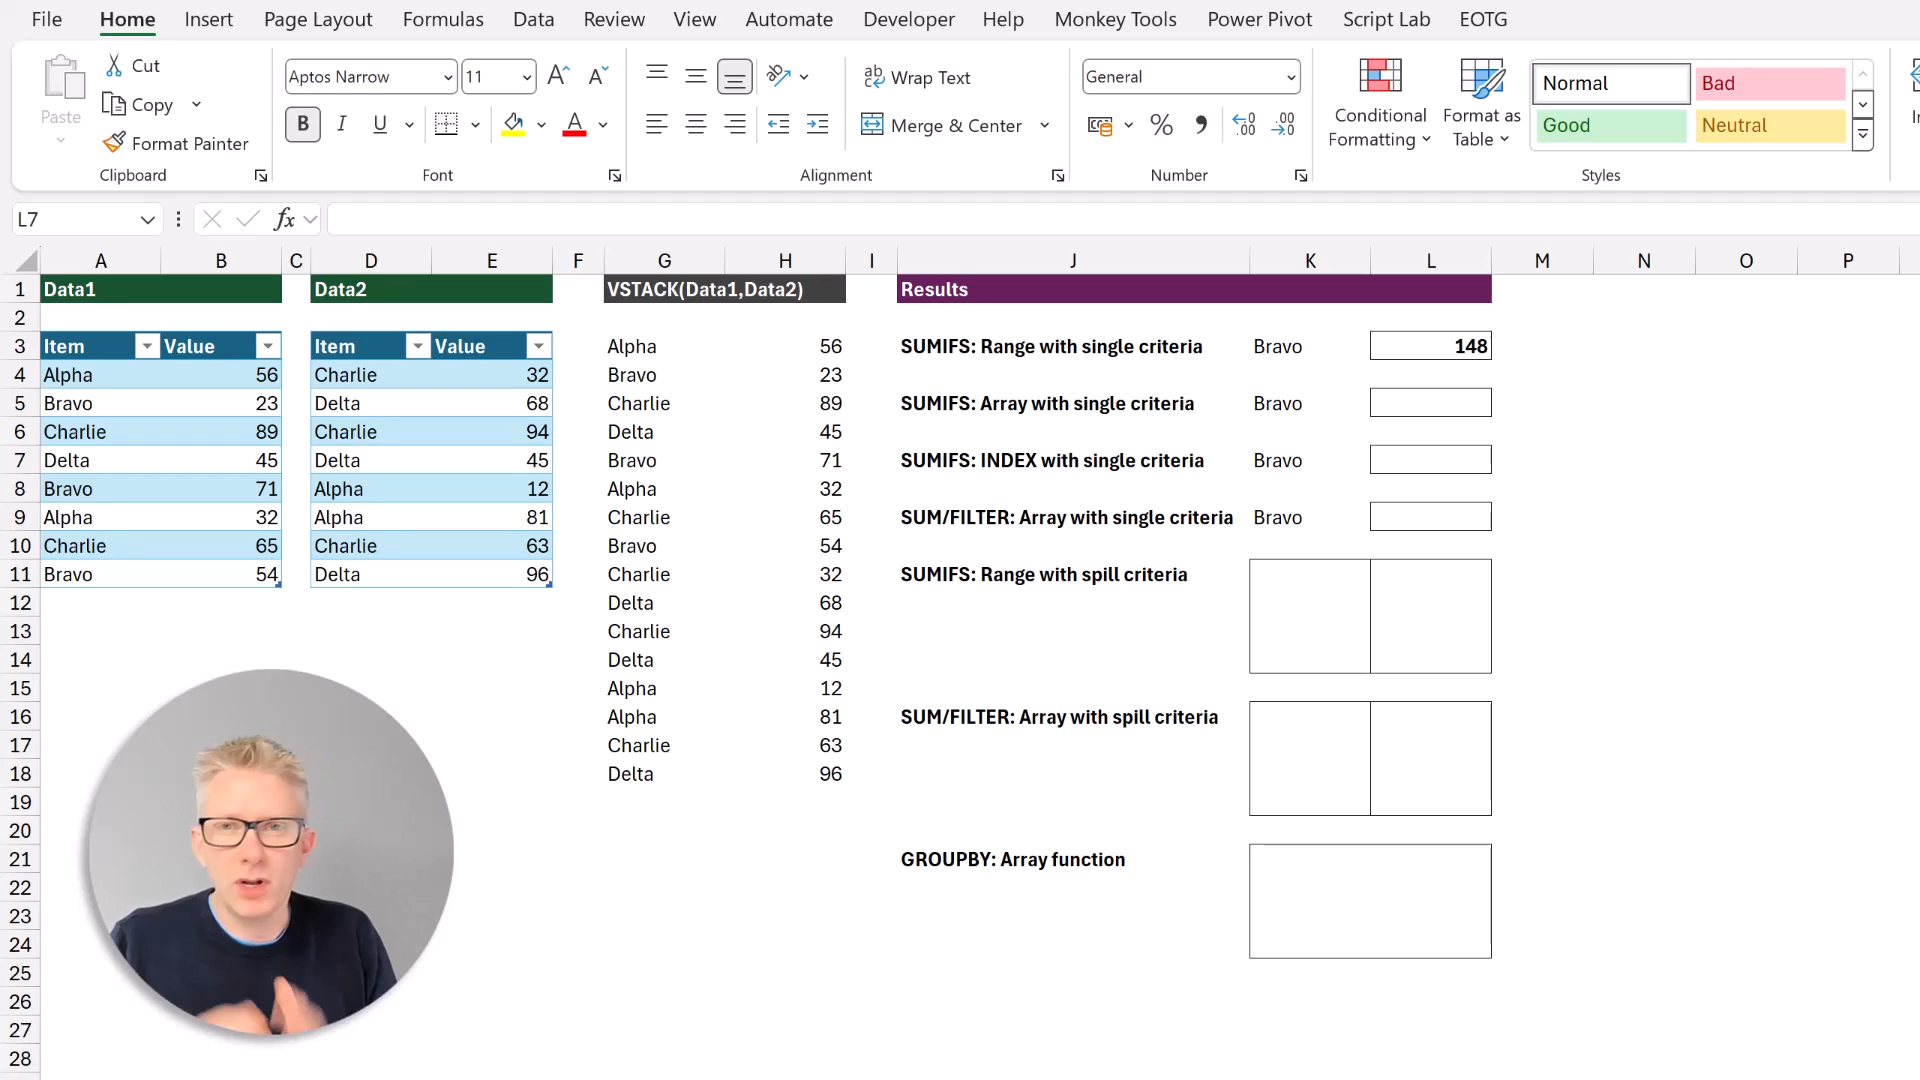 File Home Insert Page Layout Formulas Data Review View Automate Developer Help Monkey Tools Power Pivot Script Lab EOTG
Paste Cut Copy Format Painter Clipboard
Aptos Narrow 11 A A B I U A Font
ab Wrap Text Merge & Center Alignment
General % 9 .00 .00 Number
Conditional Formatting Format as Table
Normal Bad Good Neutral Styles
L7 fx
A B C D E F G H I J K L M N O P
1 Data1 Data2 VSTACK(Data1,Data2) Results
2
3 Item Value Item Value Alpha 56 SUMIFS: Range with single criteria Bravo 148
4 Alpha 56 Charlie 32 Bravo 23
5 Bravo 23 Delta 68 Charlie 89 SUMIFS: Array with single criteria Bravo
6 Charlie 89 Charlie 94 Delta 45
7 Delta 45 Delta 45 Bravo 71 SUMIFS: INDEX with single criteria Bravo
8 Bravo 71 Alpha 12 Alpha 32
9 Alpha 32 Alpha 81 Charlie 65 SUM/FILTER: Array with single criteria Bravo
10 Charlie 65 Charlie 63 Bravo 54
11 Bravo 54 Delta 96 Charlie 32 SUMIFS: Range with spill criteria
12 Delta 68
13 Charlie 94
14 Delta 45
15 Alpha 12
16 Alpha 81 SUM/FILTER: Array with spill criteria
17 Charlie 63
18 Delta 96
19
20
21 GROUPBY: Array function
22
23
24
25
26
27
28